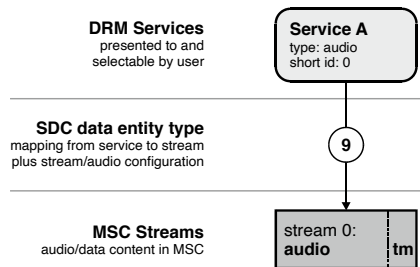 DRM Services
presented to and
selectable by user
Service A
type: audio
short id: 0
SDC data entity type
mapping from service to stream
plus stream/audio configuration
9
MSC Streams
audio/data content in MSC
stream 0:
audio
tm